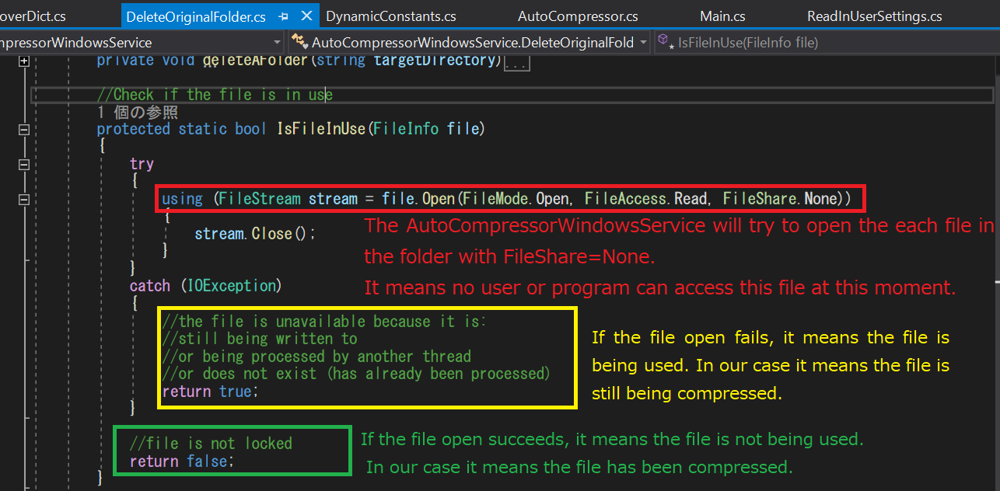 overDict.cs DeleteOriginalFolder.cs DynamicConstants.cs AutoCompressor.cs Main.cs ReadInUserSettings.cs
npressorWindowsService AutoCompressorWindowsService.DeleteOriginalFold IsFileInUse(FileInfo file)
private void deleteAFolder(string targetDirectory)...
//Check if the file is in use
1 個の参照
protected static bool IsFileInUse(FileInfo file)
{
try
{
using (FileStream stream = file.Open(FileMode.Open, FileAccess.Read, FileShare.None))
{
stream.Close();
}
The AutoCompressorWindowsService will try to open the each file in
the folder with FileShare=None.
It means no user or program can access this file at this moment.
}
catch (IOException)
{
//the file is unavailable because it is:
//still being written to
//or being processed by another thread
//or does not exist (has already been processed)
return true;
If the file open fails, it means the file is
being used. In our case it means the file is
still being compressed.
}
//file is not locked
return false;
If the file open succeeds, it means the file is not being used.
In our case it means the file has been compressed.
}